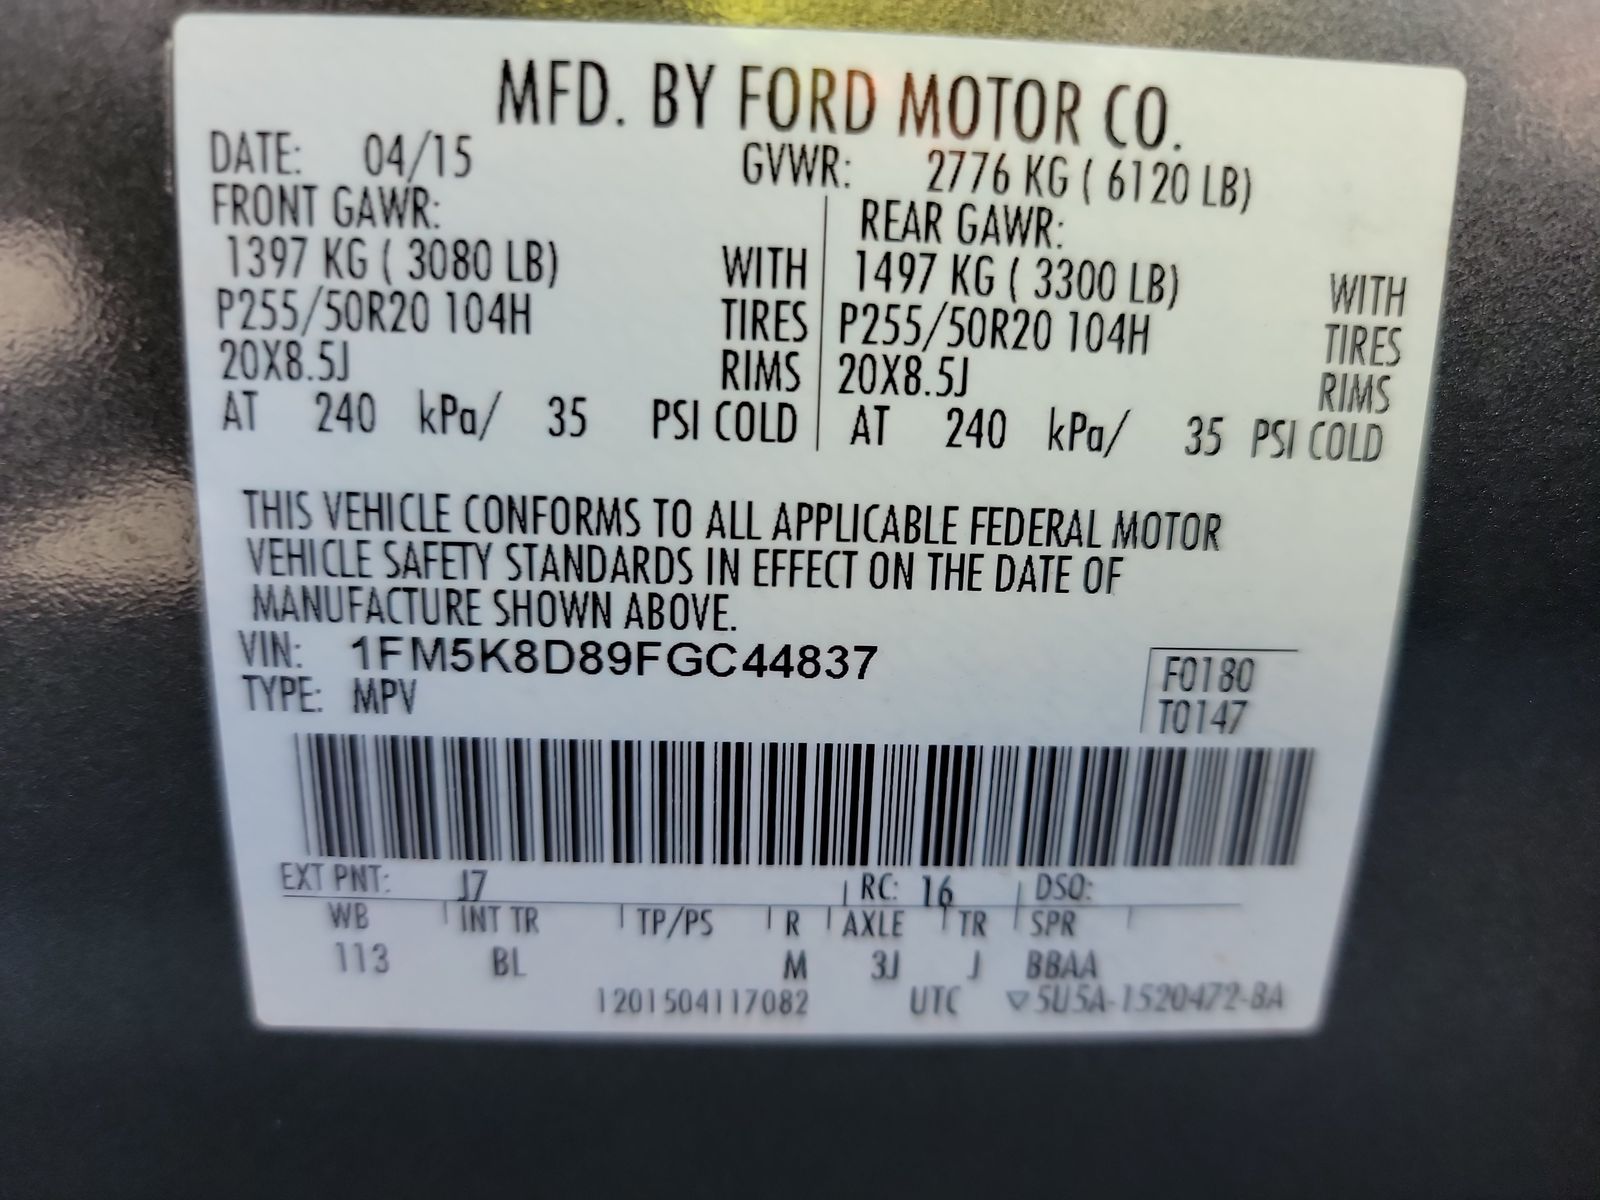 MFD. BY FORD MOTOR CO.
DATE: 04/15 GVWR: 2776 KG ( 6120 LB)
FRONT GAWR: REAR GAWR:
1397 KG ( 3080 LB) WITH 1497 KG ( 3300 LB) WITH
P255/50R20 104H TIRES P255/50R20 104H TIRES
20X8.5J RIMS 20X8.5J RIMS
AT 240 kPa/ 35 PSI COLD AT 240 kPa/ 35 PSI COLD
THIS VEHICLE CONFORMS TO ALL APPLICABLE FEDERAL MOTOR
VEHICLE SAFETY STANDARDS IN EFFECT ON THE DATE OF
MANUFACTURE SHOWN ABOVE.
VIN: 1FM5K8D89FGC44837
F0180
TYPE: MPV
T0147
EXT PNT: J7 RC: 16 DSO:
WB INT TR TP/PS R AXLE TR SPR
113 BL M 3J J BBAA
1201504117082 UTC ▽5U5A-1520472-BA